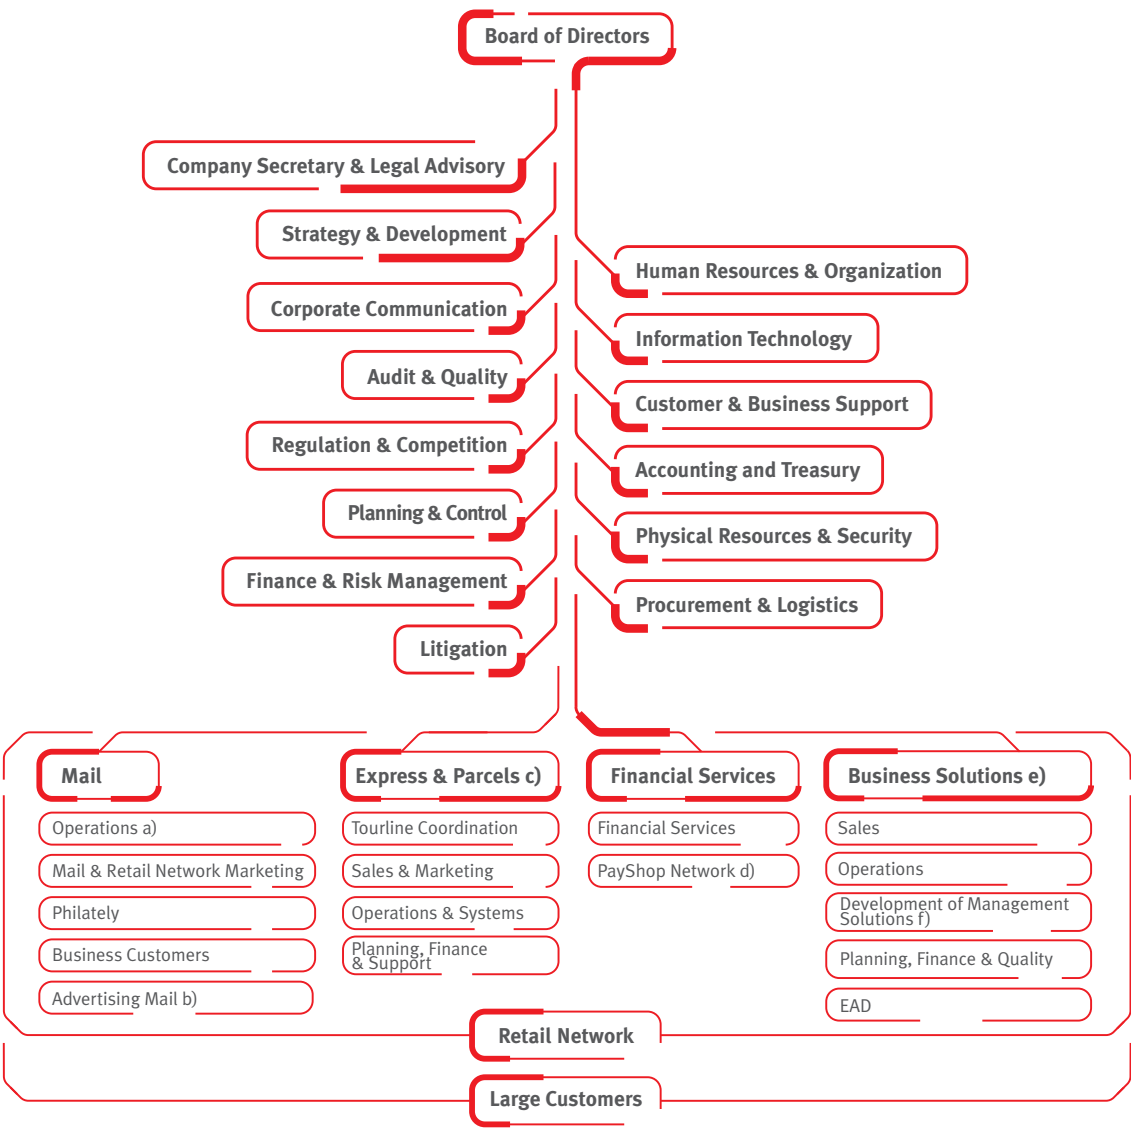 Board of Directors
Company Secretary & Legal Advisory
Strategy & Development
Corporate Communication
Audit & Quality
Regulation & Competition
Planning & Control
Finance & Risk Management
Litigation
Human Resources & Organization
Information Technology
Customer & Business Support
Accounting and Treasury
Physical Resources & Security
Procurement & Logistics
Mail
Operations a)
Mail & Retail Network Marketing
Philately
Business Customers
Advertising Mail b)
Express & Parcels c)
Tourline Coordination
Sales & Marketing
Operations & Systems
Planning, Finance
& Support
Financial Services
Financial Services
PayShop Network d)
Business Solutions e)
Sales
Operations
Development of Management
Solutions f)
Planning, Finance & Quality
EAD
Retail Network
Large Customers